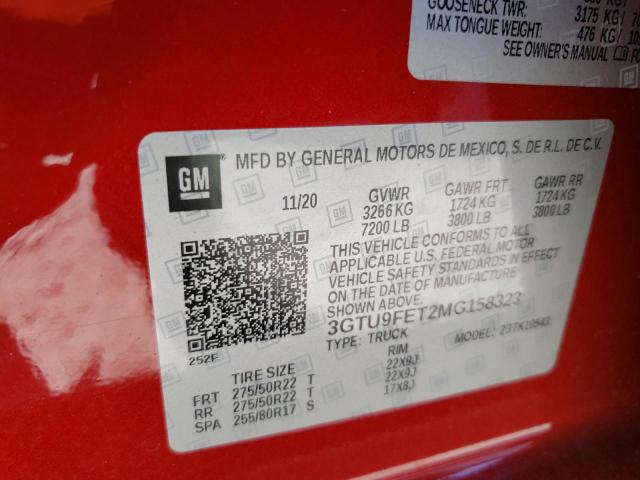 GOOSENECK TWR: 3175 KG/
MAX TONGUE WEIGHT: 476 KG/
SEE OWNER'S MANUAL
GM
MFD BY GENERAL MOTORS DE MEXICO, S. DE R.L. DE C.V.
11/20 GVWR GAWR FRT GAWR RR
3266 KG 1724 KG 1724 KG
7200 LB 3800 LB 3800 LB
THIS VEHICLE CONFORMS TO ALL
APPLICABLE U.S. FEDERAL MOTOR
VEHICLE SAFETY STANDARDS IN EFFECT
ON THE DATE OF MANUFACTURE
SHOWN ABOVE.
3GTU9FET2MG158323
TYPE: TRUCK MODEL: 23TK10543
252F
TIRE SIZE RIM
FRT 275/50R22 T 22X9J
RR 275/50R22 T 22X9J
SPA 255/80R17 S 17X8J